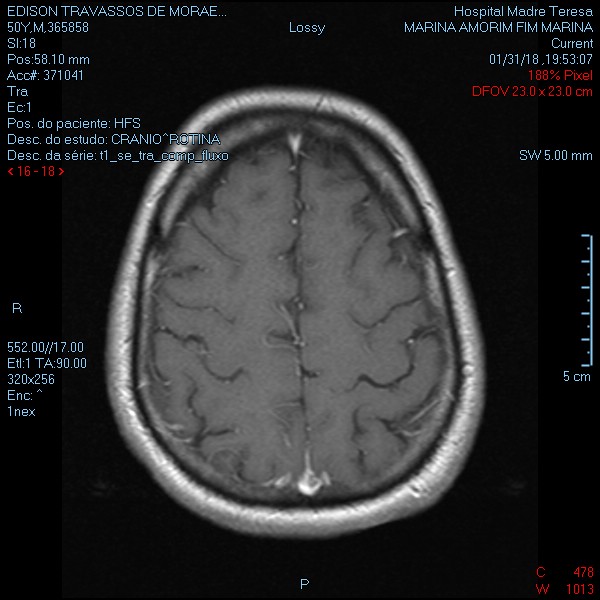 EDISON TRAVASSOS DE MORAE...
50Y,M,365858
Sl:18
Pos:58.10 mm
Acc#: 371041
Tra
Ec:1
Pos. do paciente: HFS
Desc. do estudo: CRANIO^ROTINA
Desc. da série: t1_se_tra_comp_fluxo
< 16 - 18 >
Lossy
Hospital Madre Teresa
MARINA AMORIM FIM MARINA
Current
01/31/18 ,19:53:07
188% Pixel
DFOV 23.0 x 23.0 cm
SW 5.00 mm
R
5 cm
552.00//17.00
Etl:1 TA:90.00
320x256
Enc: ^
1nex
P
C 478
W 1013